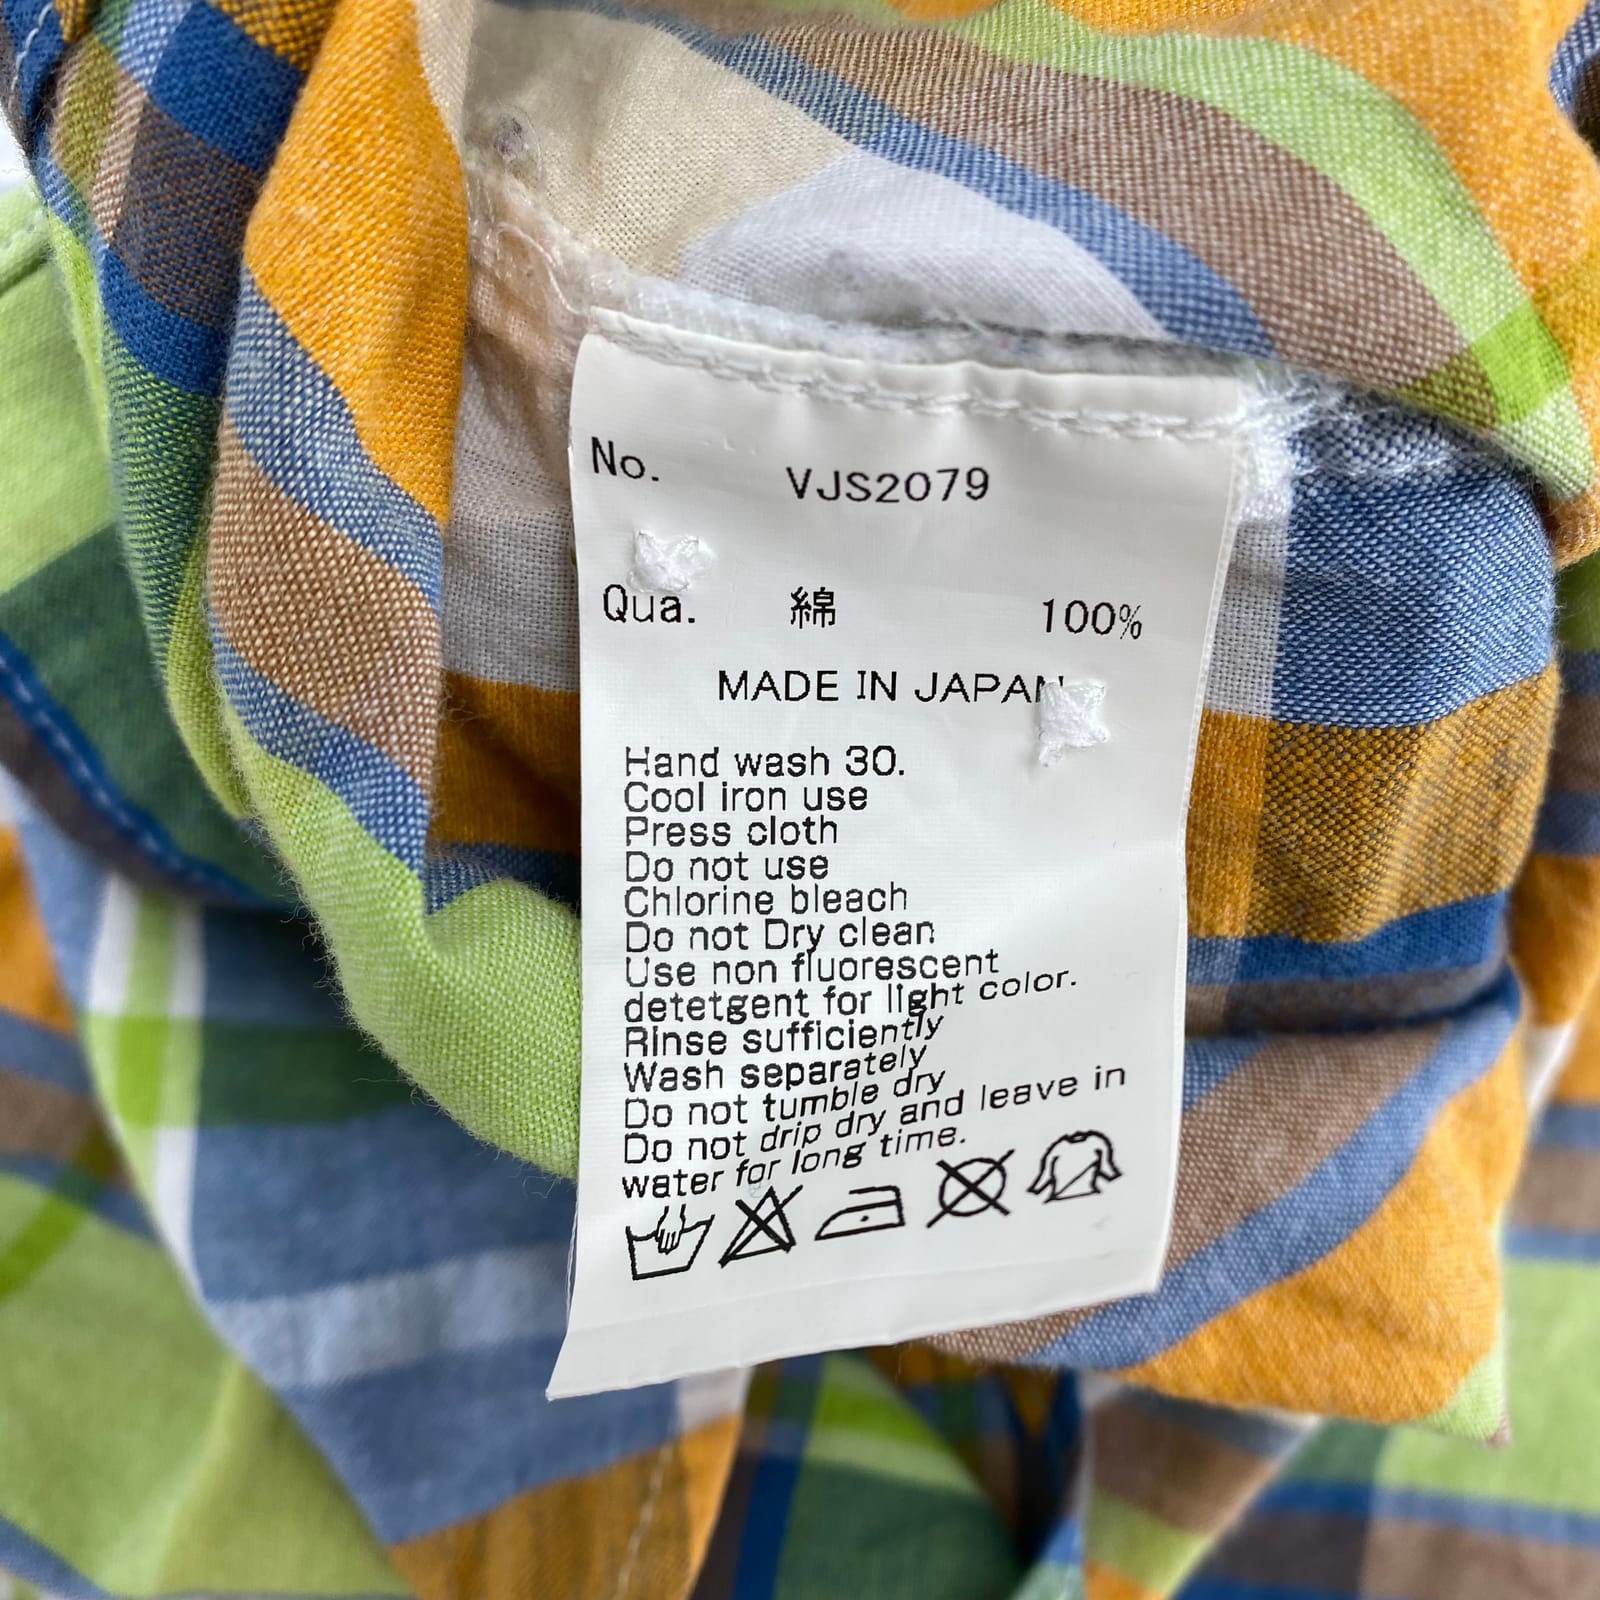 No. VJS2079
Qua. 綿 100%
MADE IN JAPAN
Hand wash 30.
Cool iron use
Press cloth
Do not use
Chlorine bleach
Do not Dry clean
Use non fluorescent
detetgent for light color.
Rinse sufficiently
Wash separately
Do not tumble dry
Do not drip dry and leave in
water for long time.